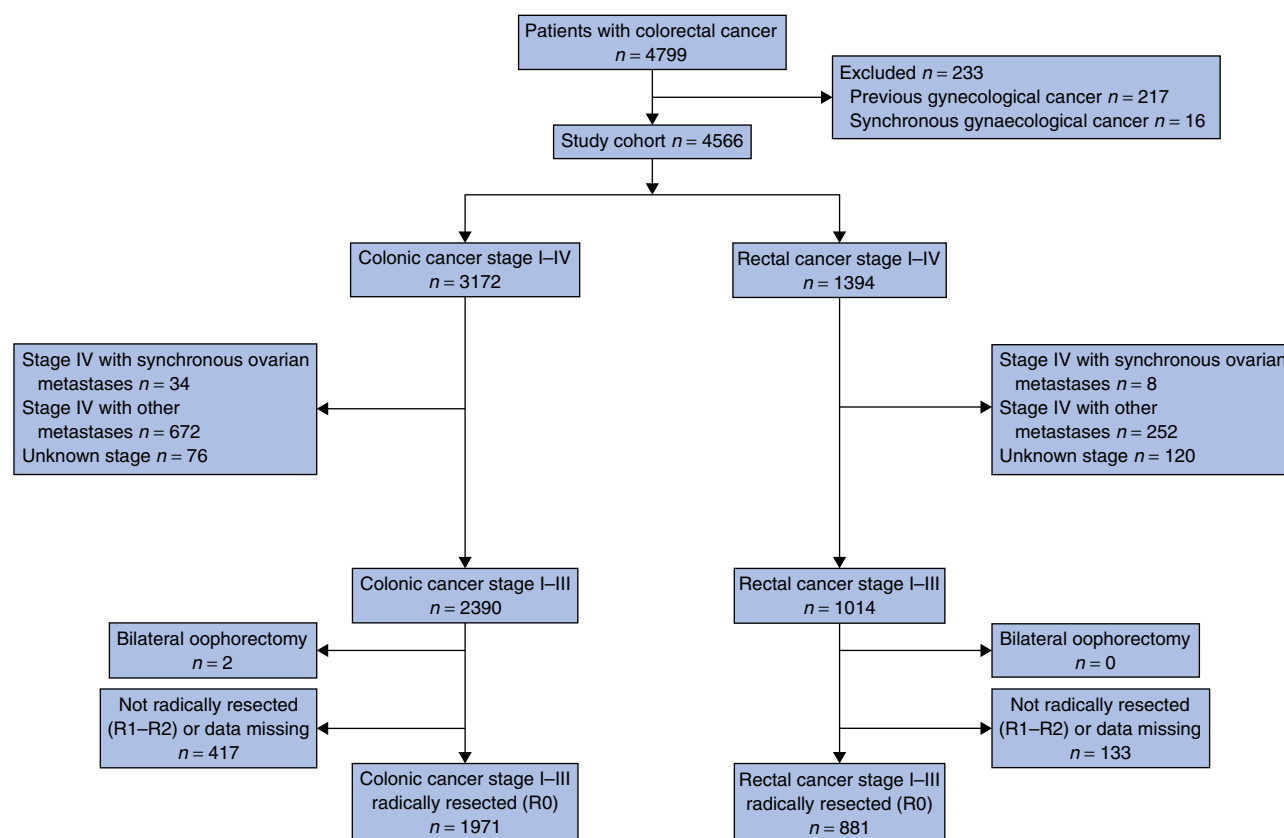 Patients with colorectal cancer
n = 4799
Excluded n = 233
Previous gynecological cancer n = 217
Synchronous gynaecological cancer n = 16
Study cohort n = 4566
Colonic cancer stage I–IV
n = 3172
Rectal cancer stage I–IV
n = 1394
Stage IV with synchronous ovarian
metastases n = 34
Stage IV with other
metastases n = 672
Unknown stage n = 76
Stage IV with synchronous ovarian
metastases n = 8
Stage IV with other
metastases n = 252
Unknown stage n = 120
Colonic cancer stage I–III
n = 2390
Rectal cancer stage I–III
n = 1014
Bilateral oophorectomy
n = 2
Bilateral oophorectomy
n = 0
Not radically resected
(R1–R2) or data missing
n = 417
Not radically resected
(R1–R2) or data missing
n = 133
Colonic cancer stage I–III
radically resected (R0)
n = 1971
Rectal cancer stage I–III
radically resected (R0)
n = 881